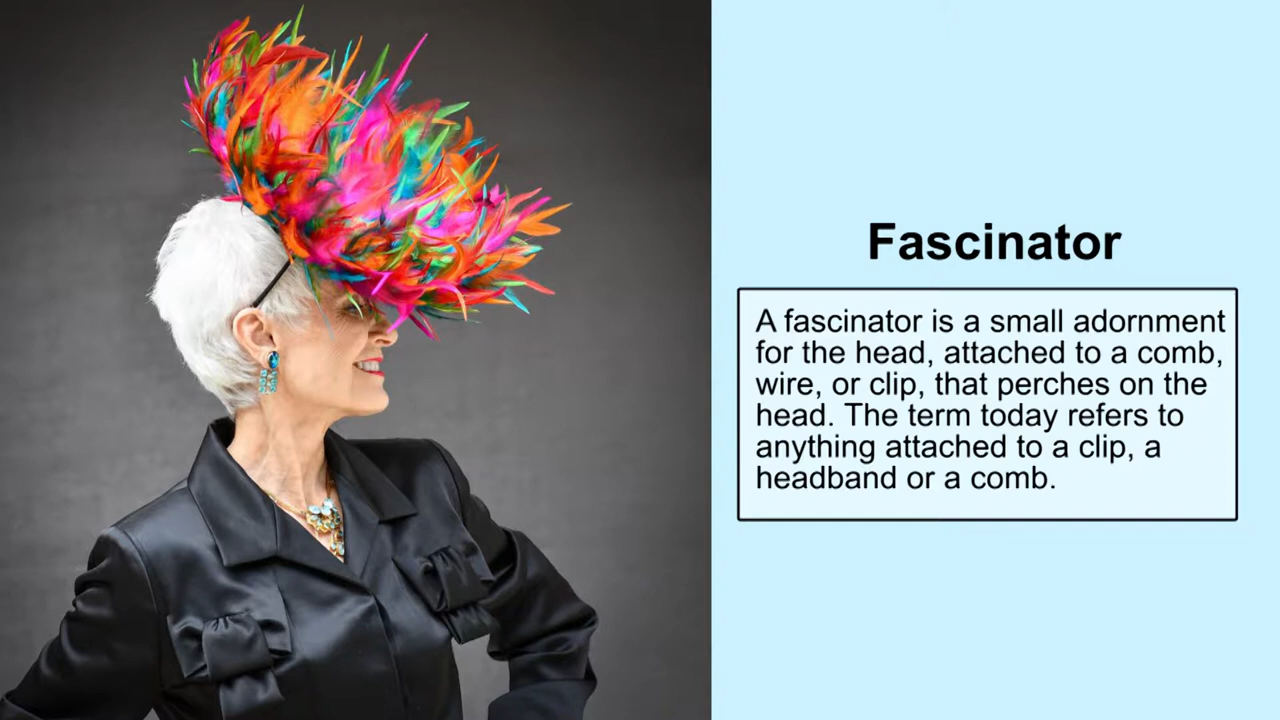 Fascinator
A fascinator is a small adornment
for the head, attached to a comb,
wire, or clip, that perches on the
head. The term today refers to
anything attached to a clip, a
headband or a comb.